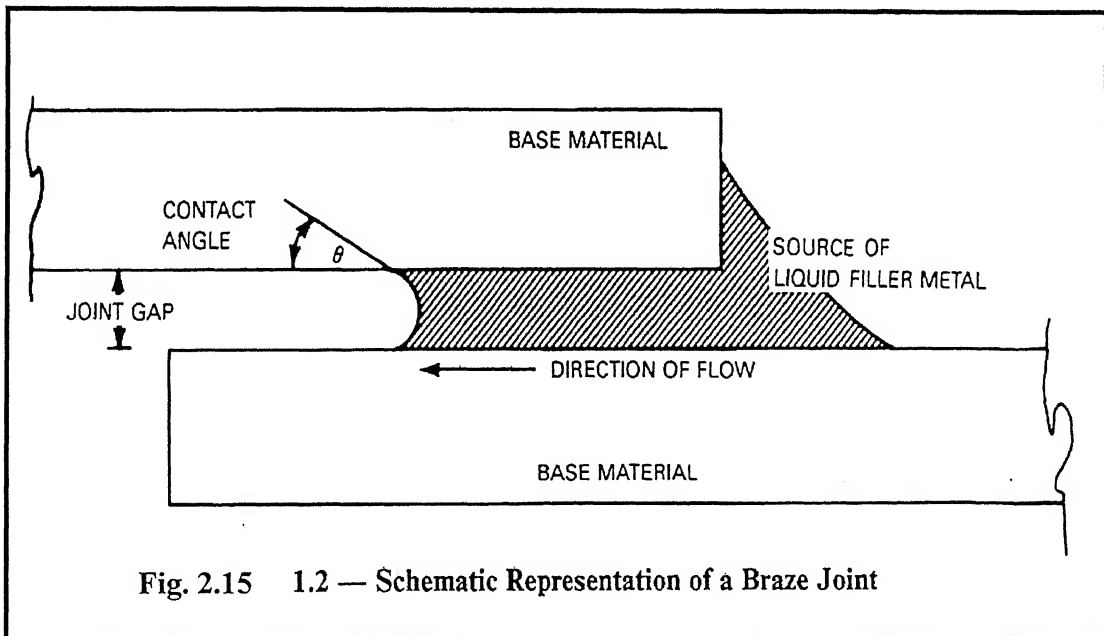 BASE MATERIAL
CONTACT
ANGLE
θ
SOURCE OF
LIQUID FILLER METAL
JOINT GAP
DIRECTION OF FLOW
BASE MATERIAL
Fig. 2.15 1.2 — Schematic Representation of a Braze Joint